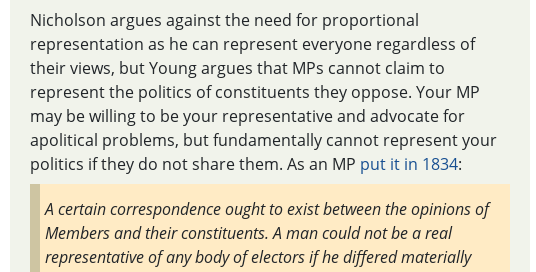 Nicholson argues against the need for proportional
representation as he can represent everyone regardless of
their views, but Young argues that MPs cannot claim to
represent the politics of constituents they oppose. Your MP
may be willing to be your representative and advocate for
apolitical problems, but fundamentally cannot represent your
politics if they do not share them. As an MP put it in 1834:
A certain correspondence ought to exist between the opinions of
Members and their constituents. A man could not be a real
representative of any body of electors if he differed materially